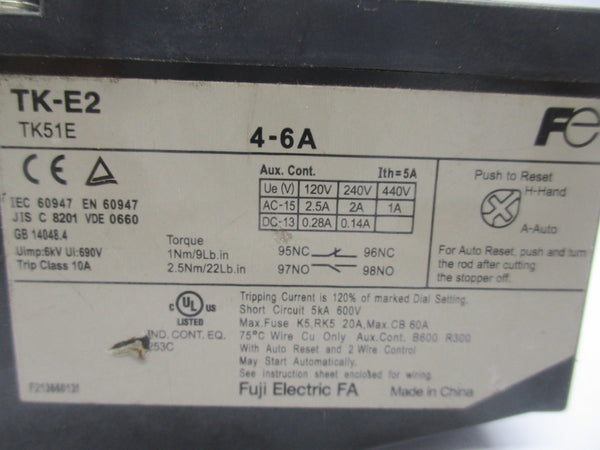 TK-E2
TK51E
4-6A
Fe
CE
IEC 60947 EN 60947
JIS C 8201 VDE 0660
GB 14048.4
Uimp:6kV Ui:690V
Trip Class 10A
Torque
1Nm/9Lb.in
2.5Nm/22Lb.in
Aux. Cont. Ith=5A
Ue (V) 120V 240V 440V
AC-15 2.5A 2A 1A
DC-13 0.28A 0.14A
95NC 96NC
97NO 98NO
Push to Reset
H-Hand
A-Auto
For Auto Reset, push and turn
the rod after cutting
the stopper off.
C UL US
LISTED
IND. CONT. EQ.
53C
Tripping Current is 120% of marked Dial Setting.
Short Circuit 5kA 600V
Max.Fuse K5,RK5 20A,Max.CB 60A
75°C Wire Cu Only Aux.Cont. B600 R300
With Auto Reset and 2 Wire Control
May Start Automatically.
See instruction sheet enclosed for wiring.
Fuji Electric FA Made in China